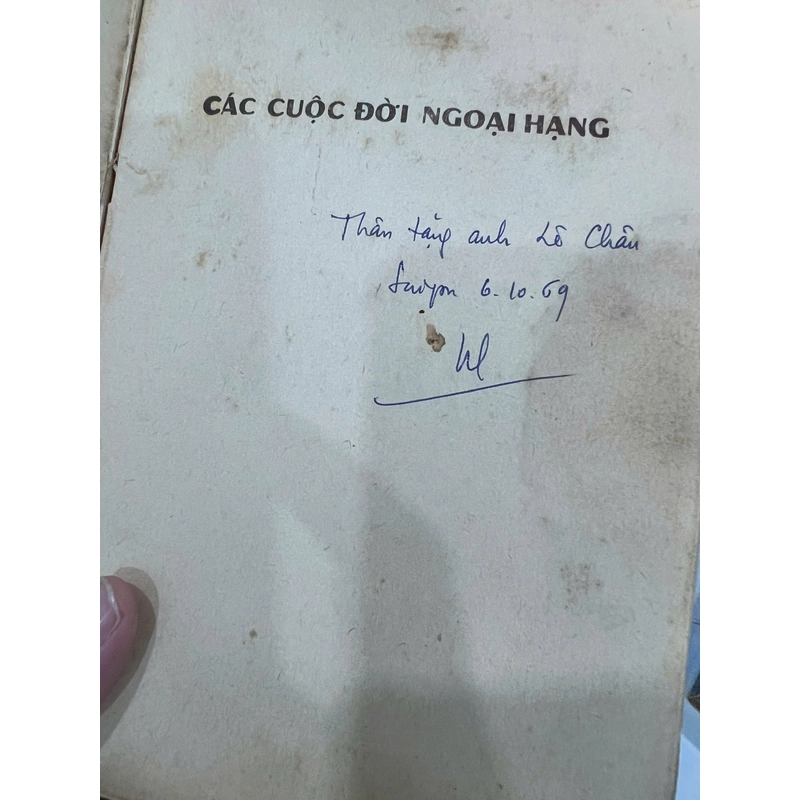 CÁC CUỘC ĐỜI NGOẠI HẠNG
Thân tặng anh Lê Châu
Saigon 6.10.69